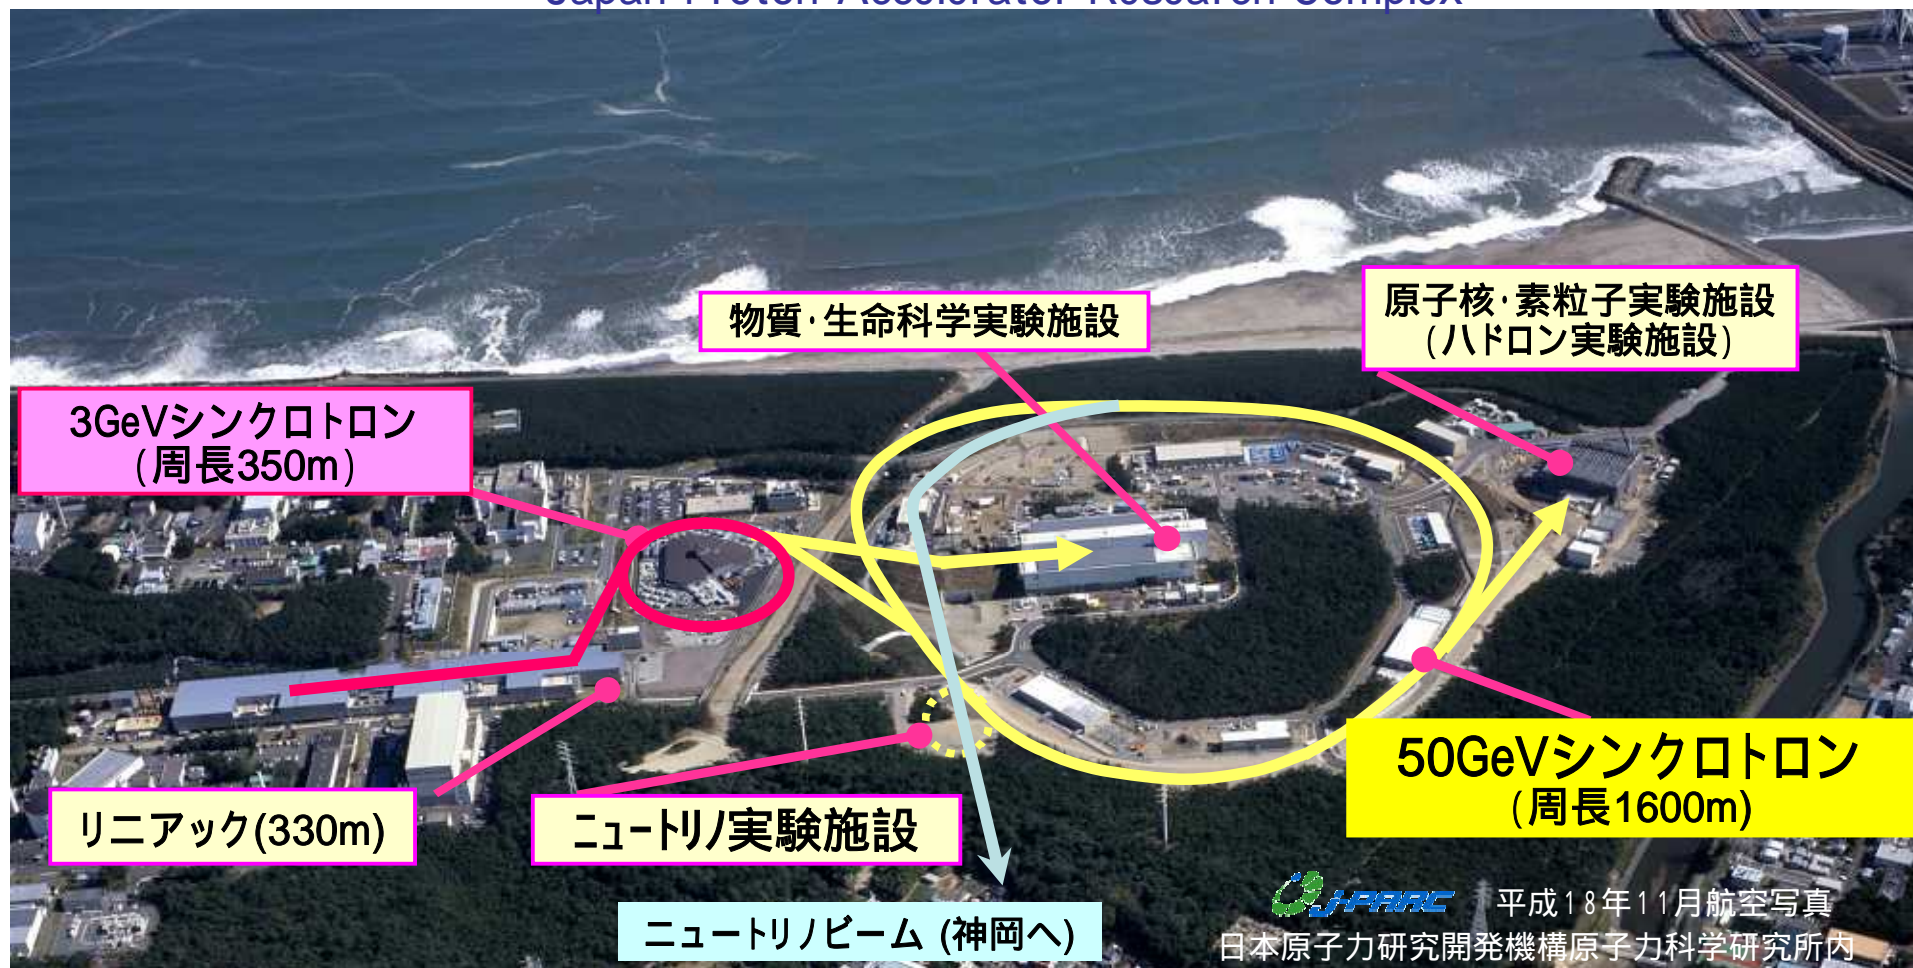 Japan Proton Accelerator Research Complex
物質・生命科学実験施設
原子核・素粒子実験施設
(ハドロン実験施設)
3GeVシンクロトロン
(周長350m)
50GeVシンクロトロン
(周長1600m)
リニアック(330m)
ニュートリノ実験施設
ニュートリノビーム (神岡へ)
J-PARC
平成18年11月航空写真
日本原子力研究開発機構原子力科学研究所内